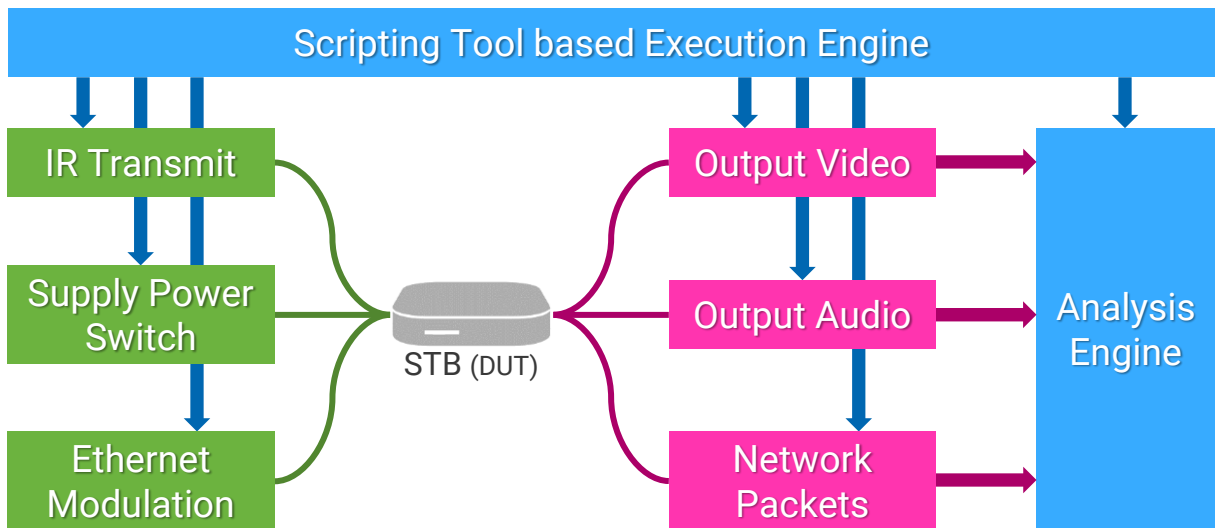 Scripting Tool based Execution Engine
IR Transmit
Supply Power
Switch
Ethernet
Modulation
STB (DUT)
Output Video
Output Audio
Network
Packets
Analysis
Engine